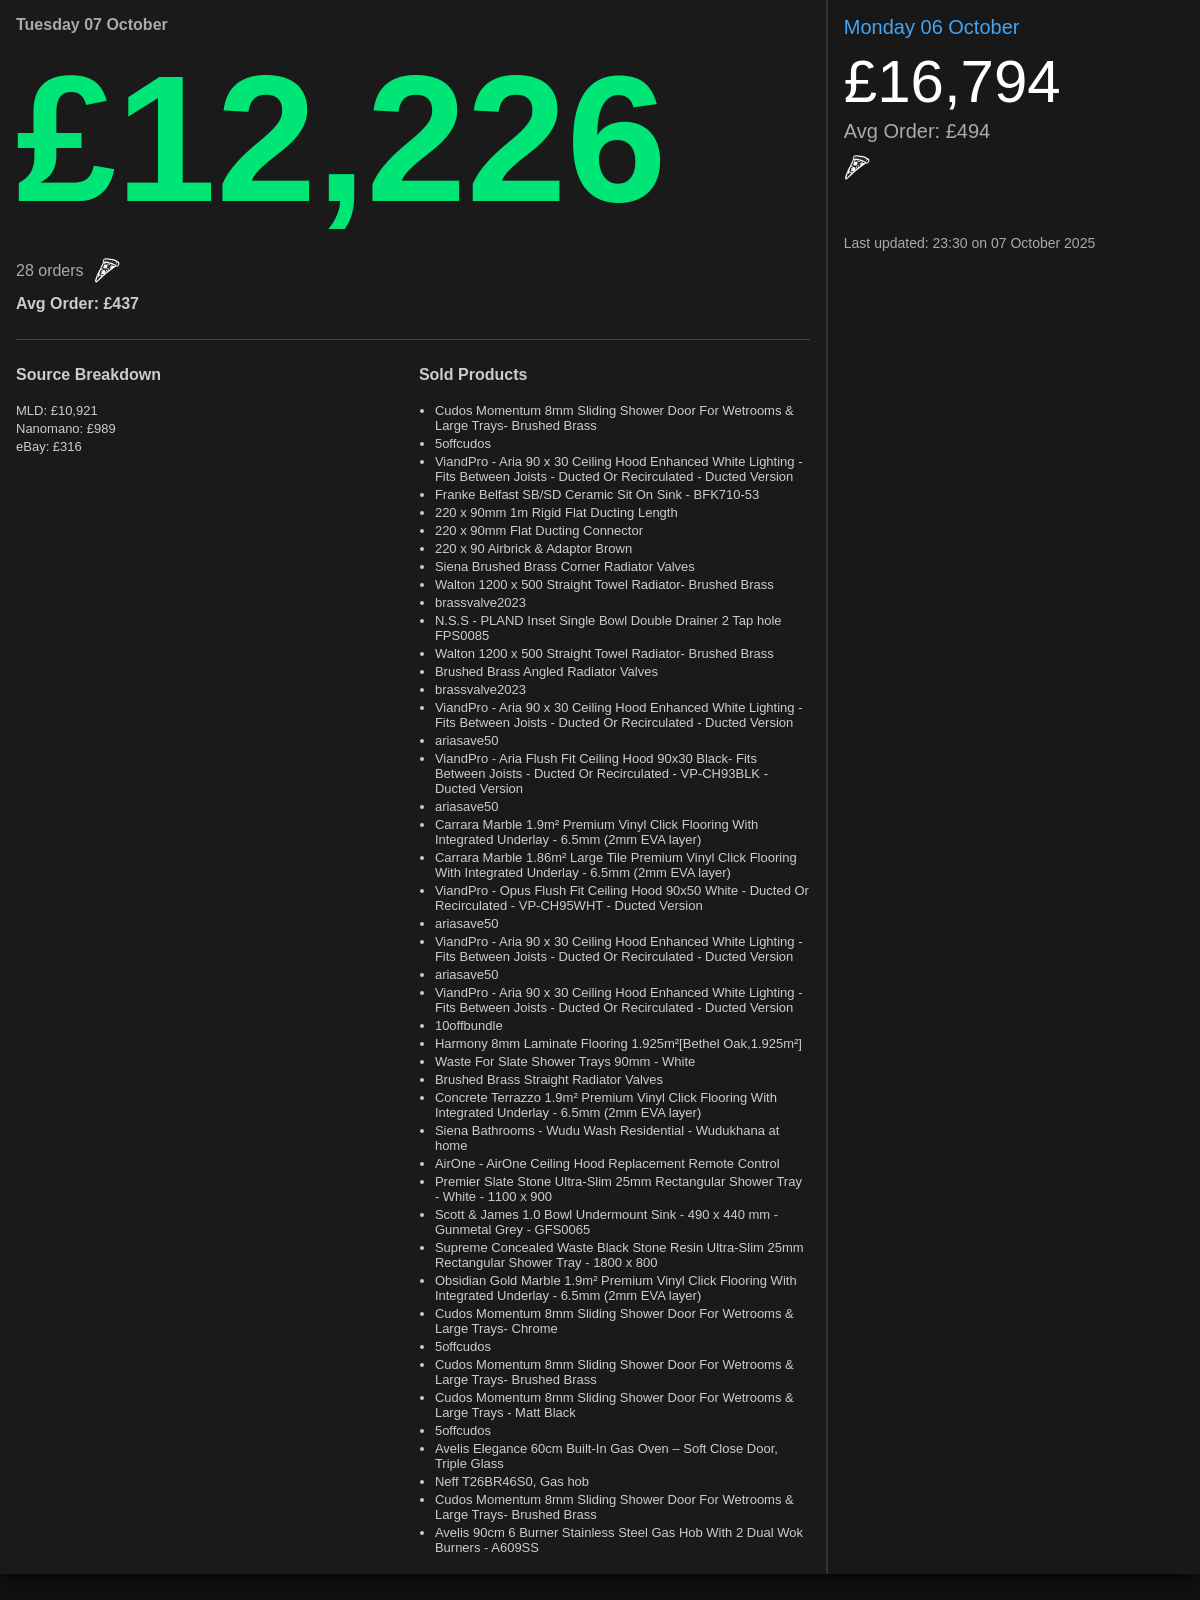 Tuesday 07 October
£12,226
28 orders
Avg Order: £437
Source Breakdown
MLD: £10,921
Nanomano: £989
eBay: £316
Sold Products
Cudos Momentum 8mm Sliding Shower Door For Wetrooms &
Large Trays- Brushed Brass
5offcudos
ViandPro - Aria 90 x 30 Ceiling Hood Enhanced White Lighting -
Fits Between Joists - Ducted Or Recirculated - Ducted Version
Franke Belfast SB/SD Ceramic Sit On Sink - BFK710-53
220 x 90mm 1m Rigid Flat Ducting Length
220 x 90mm Flat Ducting Connector
220 x 90 Airbrick & Adaptor Brown
Siena Brushed Brass Corner Radiator Valves
Walton 1200 x 500 Straight Towel Radiator- Brushed Brass
brassvalve2023
N.S.S - PLAND Inset Single Bowl Double Drainer 2 Tap hole
FPS0085
Walton 1200 x 500 Straight Towel Radiator- Brushed Brass
Brushed Brass Angled Radiator Valves
brassvalve2023
ViandPro - Aria 90 x 30 Ceiling Hood Enhanced White Lighting -
Fits Between Joists - Ducted Or Recirculated - Ducted Version
ariasave50
ViandPro - Aria Flush Fit Ceiling Hood 90x30 Black- Fits
Between Joists - Ducted Or Recirculated - VP-CH93BLK -
Ducted Version
ariasave50
Carrara Marble 1.9m² Premium Vinyl Click Flooring With
Integrated Underlay - 6.5mm (2mm EVA layer)
Carrara Marble 1.86m² Large Tile Premium Vinyl Click Flooring
With Integrated Underlay - 6.5mm (2mm EVA layer)
ViandPro - Opus Flush Fit Ceiling Hood 90x50 White - Ducted Or
Recirculated - VP-CH95WHT - Ducted Version
ariasave50
ViandPro - Aria 90 x 30 Ceiling Hood Enhanced White Lighting -
Fits Between Joists - Ducted Or Recirculated - Ducted Version
ariasave50
ViandPro - Aria 90 x 30 Ceiling Hood Enhanced White Lighting -
Fits Between Joists - Ducted Or Recirculated - Ducted Version
10offbundle
Harmony 8mm Laminate Flooring 1.925m²[Bethel Oak,1.925m²]
Waste For Slate Shower Trays 90mm - White
Brushed Brass Straight Radiator Valves
Concrete Terrazzo 1.9m² Premium Vinyl Click Flooring With
Integrated Underlay - 6.5mm (2mm EVA layer)
Siena Bathrooms - Wudu Wash Residential - Wudukhana at
home
AirOne - AirOne Ceiling Hood Replacement Remote Control
Premier Slate Stone Ultra-Slim 25mm Rectangular Shower Tray
- White - 1100 x 900
Scott & James 1.0 Bowl Undermount Sink - 490 x 440 mm -
Gunmetal Grey - GFS0065
Supreme Concealed Waste Black Stone Resin Ultra-Slim 25mm
Rectangular Shower Tray - 1800 x 800
Obsidian Gold Marble 1.9m² Premium Vinyl Click Flooring With
Integrated Underlay - 6.5mm (2mm EVA layer)
Cudos Momentum 8mm Sliding Shower Door For Wetrooms &
Large Trays- Chrome
5offcudos
Cudos Momentum 8mm Sliding Shower Door For Wetrooms &
Large Trays- Brushed Brass
Cudos Momentum 8mm Sliding Shower Door For Wetrooms &
Large Trays - Matt Black
5offcudos
Avelis Elegance 60cm Built-In Gas Oven – Soft Close Door,
Triple Glass
Neff T26BR46S0, Gas hob
Cudos Momentum 8mm Sliding Shower Door For Wetrooms &
Large Trays- Brushed Brass
Avelis 90cm 6 Burner Stainless Steel Gas Hob With 2 Dual Wok
Burners - A609SS
Monday 06 October
£16,794
Avg Order: £494
Last updated: 23:30 on 07 October 2025